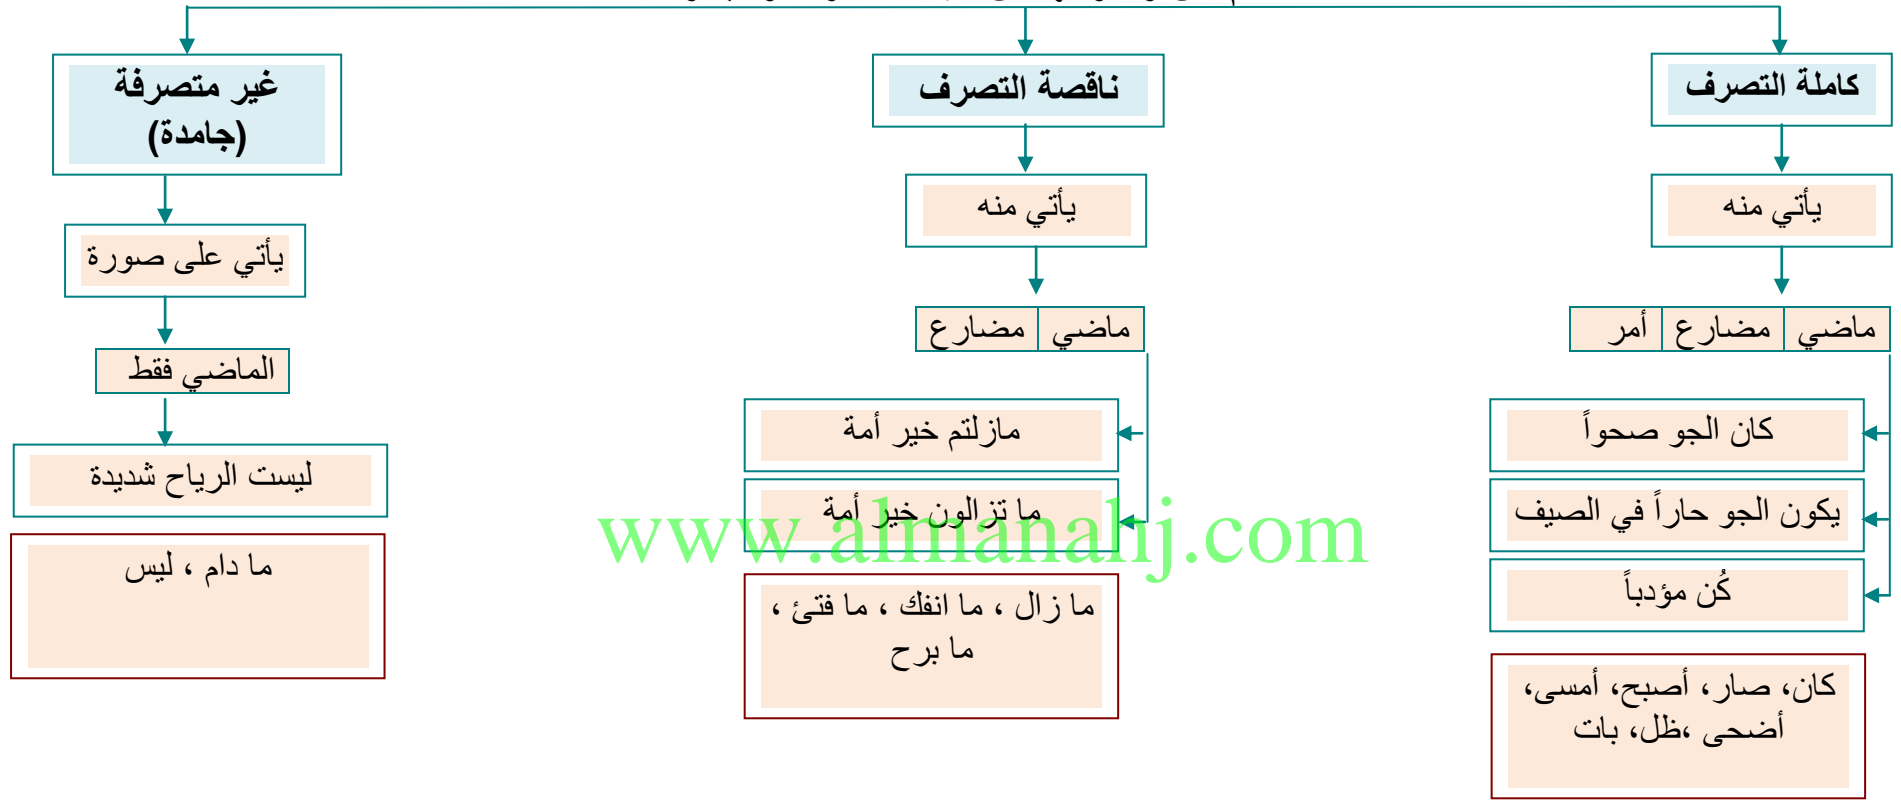 كاملة التصرف
يأتي منه
ماضي مضارع أمر
كان الجو صحواً
يكون الجو حاراً في الصيف
كُن مؤدباً
كان، صار، أصبح، أمسى،
أضحى ،ظل، بات
ناقصة التصرف
يأتي منه
ماضي مضارع
مازلتم خير أمة
ما تزالون خير أمة
ما زال ، ما انفك ، ما فتئ ،
ما برح
غير متصرفة
(جامدة)
يأتي على صورة
الماضي فقط
ليست الرياح شديدة
ما دام ، ليس
www.almanahj.com